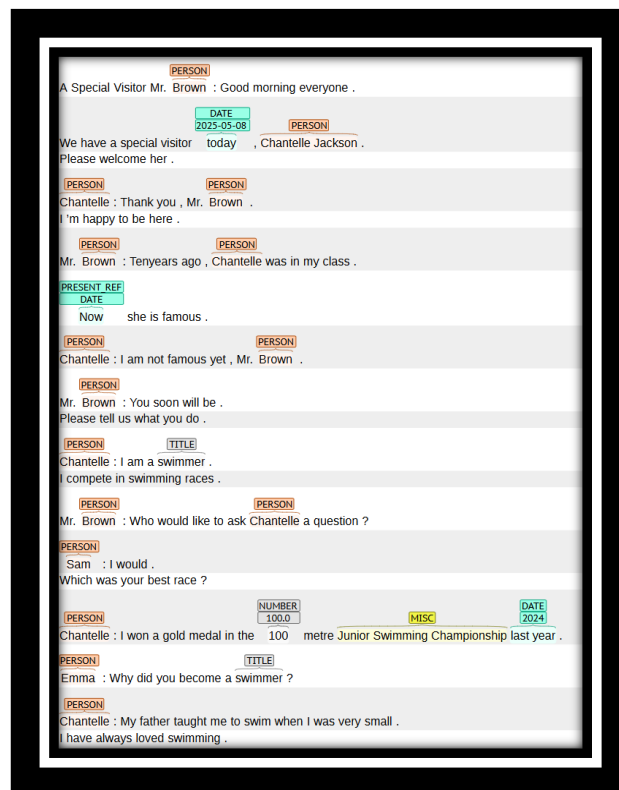 PERSON
A Special Visitor Mr. Brown : Good morning everyone .
DATE
2025-05-08 PERSON
We have a special visitor today , Chantelle Jackson .
Please welcome her .
PERSON PERSON
Chantelle : Thank you , Mr. Brown .
I 'm happy to be here .
PERSON PERSON
Mr. Brown : Tenyears ago , Chantelle was in my class .
PRESENT_REF
DATE
Now she is famous .
PERSON PERSON
Chantelle : I am not famous yet , Mr. Brown .
PERSON
Mr. Brown : You soon will be .
Please tell us what you do .
PERSON TITLE
Chantelle : I am a swimmer .
I compete in swimming races .
PERSON PERSON
Mr. Brown : Who would like to ask Chantelle a question ?
PERSON
Sam : I would .
Which was your best race ?
NUMBER DATE
PERSON 100.0 MISC 2024
Chantelle : I won a gold medal in the 100 metre Junior Swimming Championship last year .
PERSON TITLE
Emma : Why did you become a swimmer ?
PERSON
Chantelle : My father taught me to swim when I was very small .
I have always loved swimming .